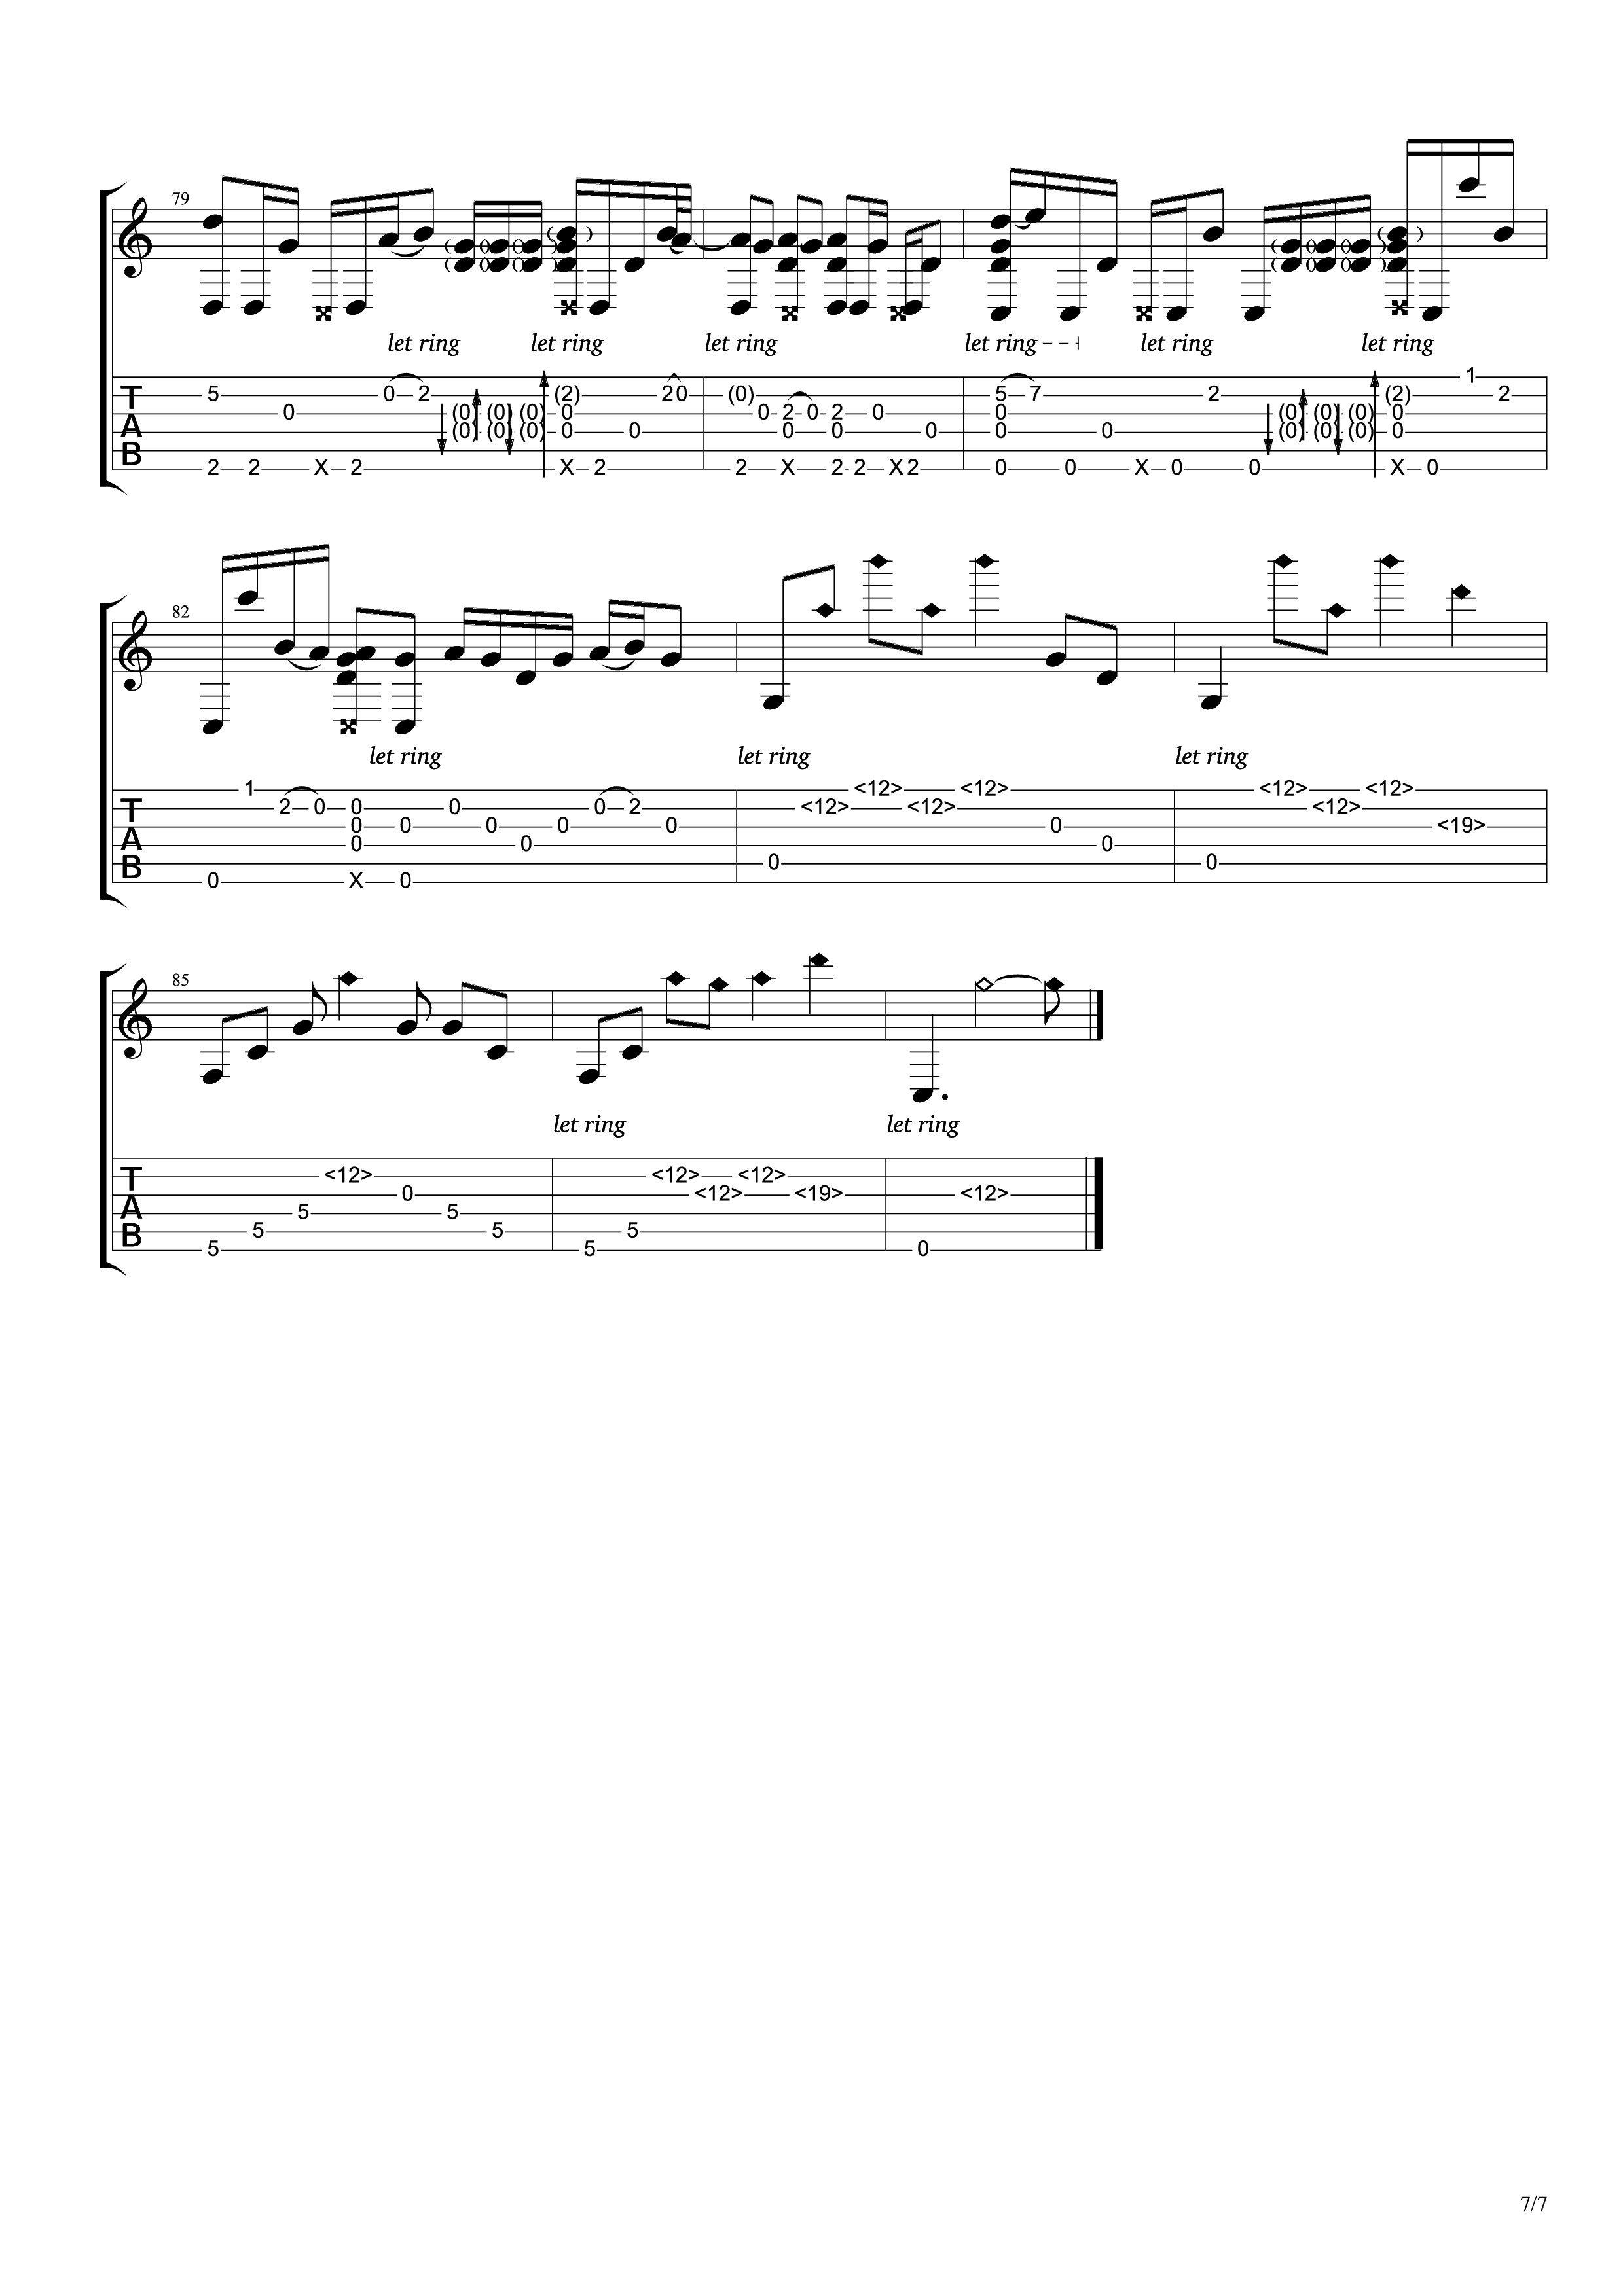 79
let ring let ring let ring let ring let ring let ring
1
T 5 0 2 (2) 2 0 (0) 5 7 2 (2) 2
0 (0) (0) (0) 0 0 2 0 2 0 0 (0) (0) (0) 0
A (0) (0) (0) 0 0 0 0 0 0 0 (0) (0) (0) 0
B
2 2 X 2 X 2 2 X 2 2 X 2 0 0 X 0 0 X 0
82
let ring let ring let ring
1 <12> <12> <12> <12>
T 2 0 0 0 0 2 <12> <12> <12>
0 0 0 0 0 0 <19>
A 0 0 0
B 0 0
0 X 0
85
let ring let ring
T <12> <12> <12>
0 <12> <19> <12>
A 5 5
B 5 5 5
5 5 0
7/7